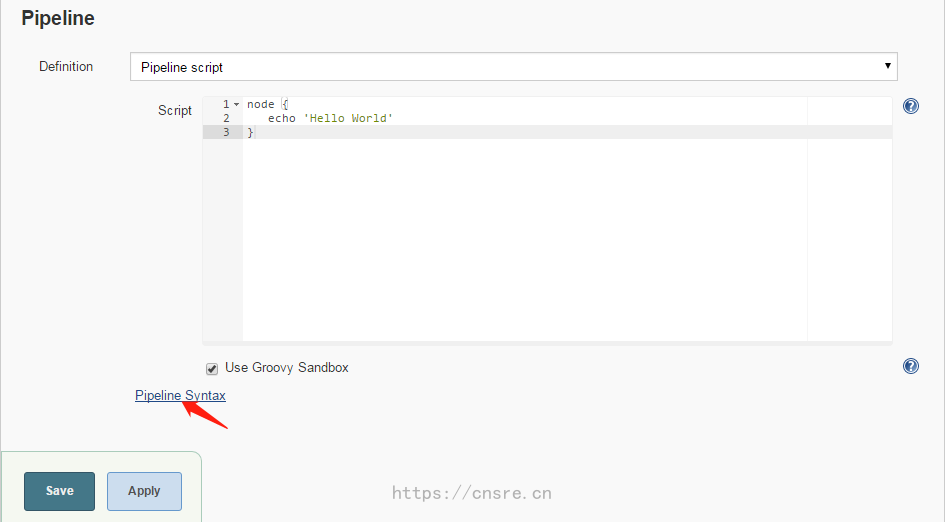 Pipeline
Definition
Pipeline script
Script
1 node {
2 echo 'Hello World'
3 }
Use Groovy Sandbox
Pipeline Syntax
Save
Apply
https://cnsre.cn